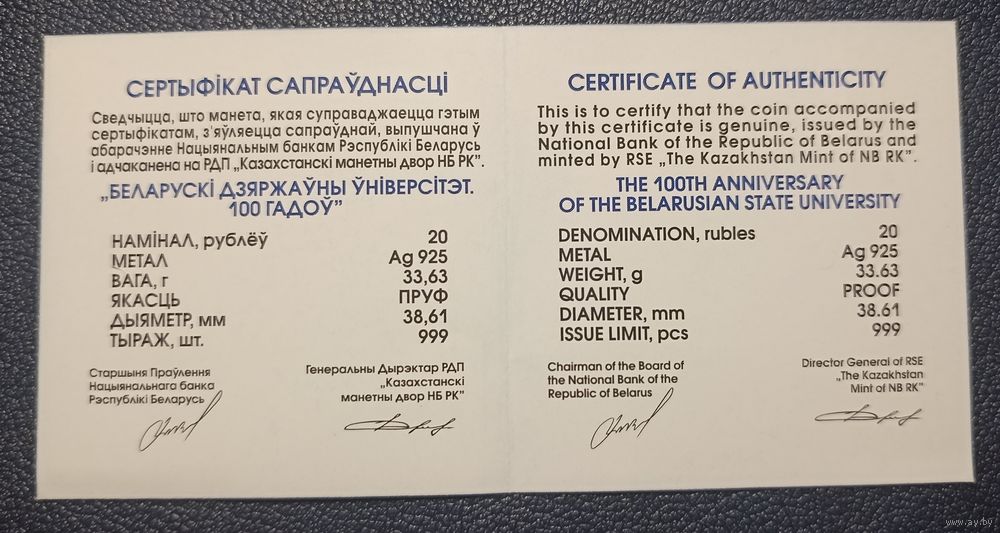 СЕРТЫФІКАТ САПРАЎДНАСЦІ
Сведчыцца, што манета, якая суправаджаецца гэтым
сертыфікатам, з'яўляецца сапраўднай, выпушчана ў
абарачэнне Нацыянальным банкам Рэспублікі Беларусь
і адчаканена на РДП „Казахстанскі манетны двор НБ РК”.
„БЕЛАРУСКІ ДЗЯРЖАЎНЫ ЎНІВЕРСІТЭТ.
100 ГАДОЎ”
НАМІНАЛ, рублёў 20
МЕТАЛ Ag 925
ВАГА, г 33,63
ЯКАСЦЬ ПРУФ
ДЫЯМЕТР, мм 38,61
ТЫРАЖ, шт. 999
Старшыня Праўлення
Нацыянальнага банка
Рэспублікі Беларусь
Генеральны Дырэктар РДП
„Казахстанскі
манетны двор НБ РК”
CERTIFICATE OF AUTHENTICITY
This is to certify that the coin accompanied
by this certificate is genuine, issued by the
National Bank of the Republic of Belarus and
minted by RSE „The Kazakhstan Mint of NB RK”.
THE 100TH ANNIVERSARY
OF THE BELARUSIAN STATE UNIVERSITY
DENOMINATION, rubles 20
METAL Ag 925
WEIGHT, g 33.63
QUALITY PROOF
DIAMETER, mm 38.61
ISSUE LIMIT, pcs 999
Chairman of the Board of
the National Bank of the
Republic of Belarus
Director General of RSE
„The Kazakhstan
Mint of NB RK”
www.ay.by